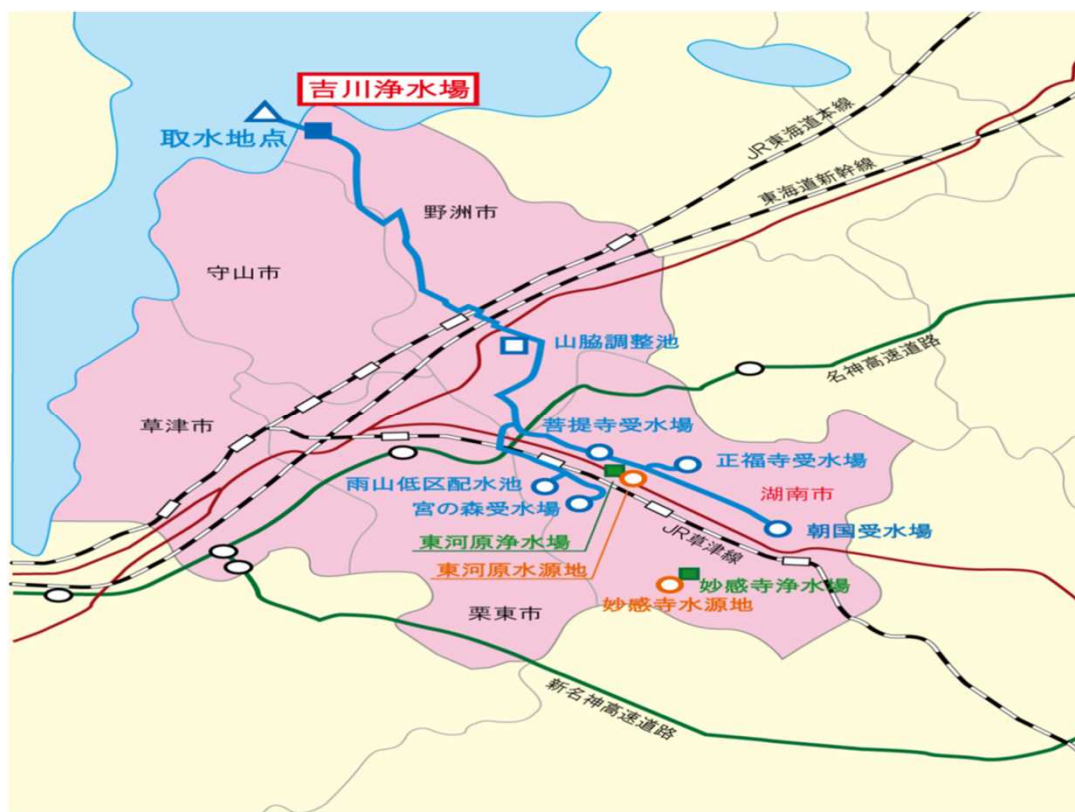 吉川浄水場
取水地点
野洲市
JR東海道本線
東海道新幹線
守山市
山脇調整池
名神高速道路
草津市
菩提寺受水場
正福寺受水場
雨山低区配水池
湖南市
宮の森受水場
朝国受水場
東河原浄水場
JR草津線
東河原水源地
妙感寺浄水場
妙感寺水源地
栗東市
新名神高速道路